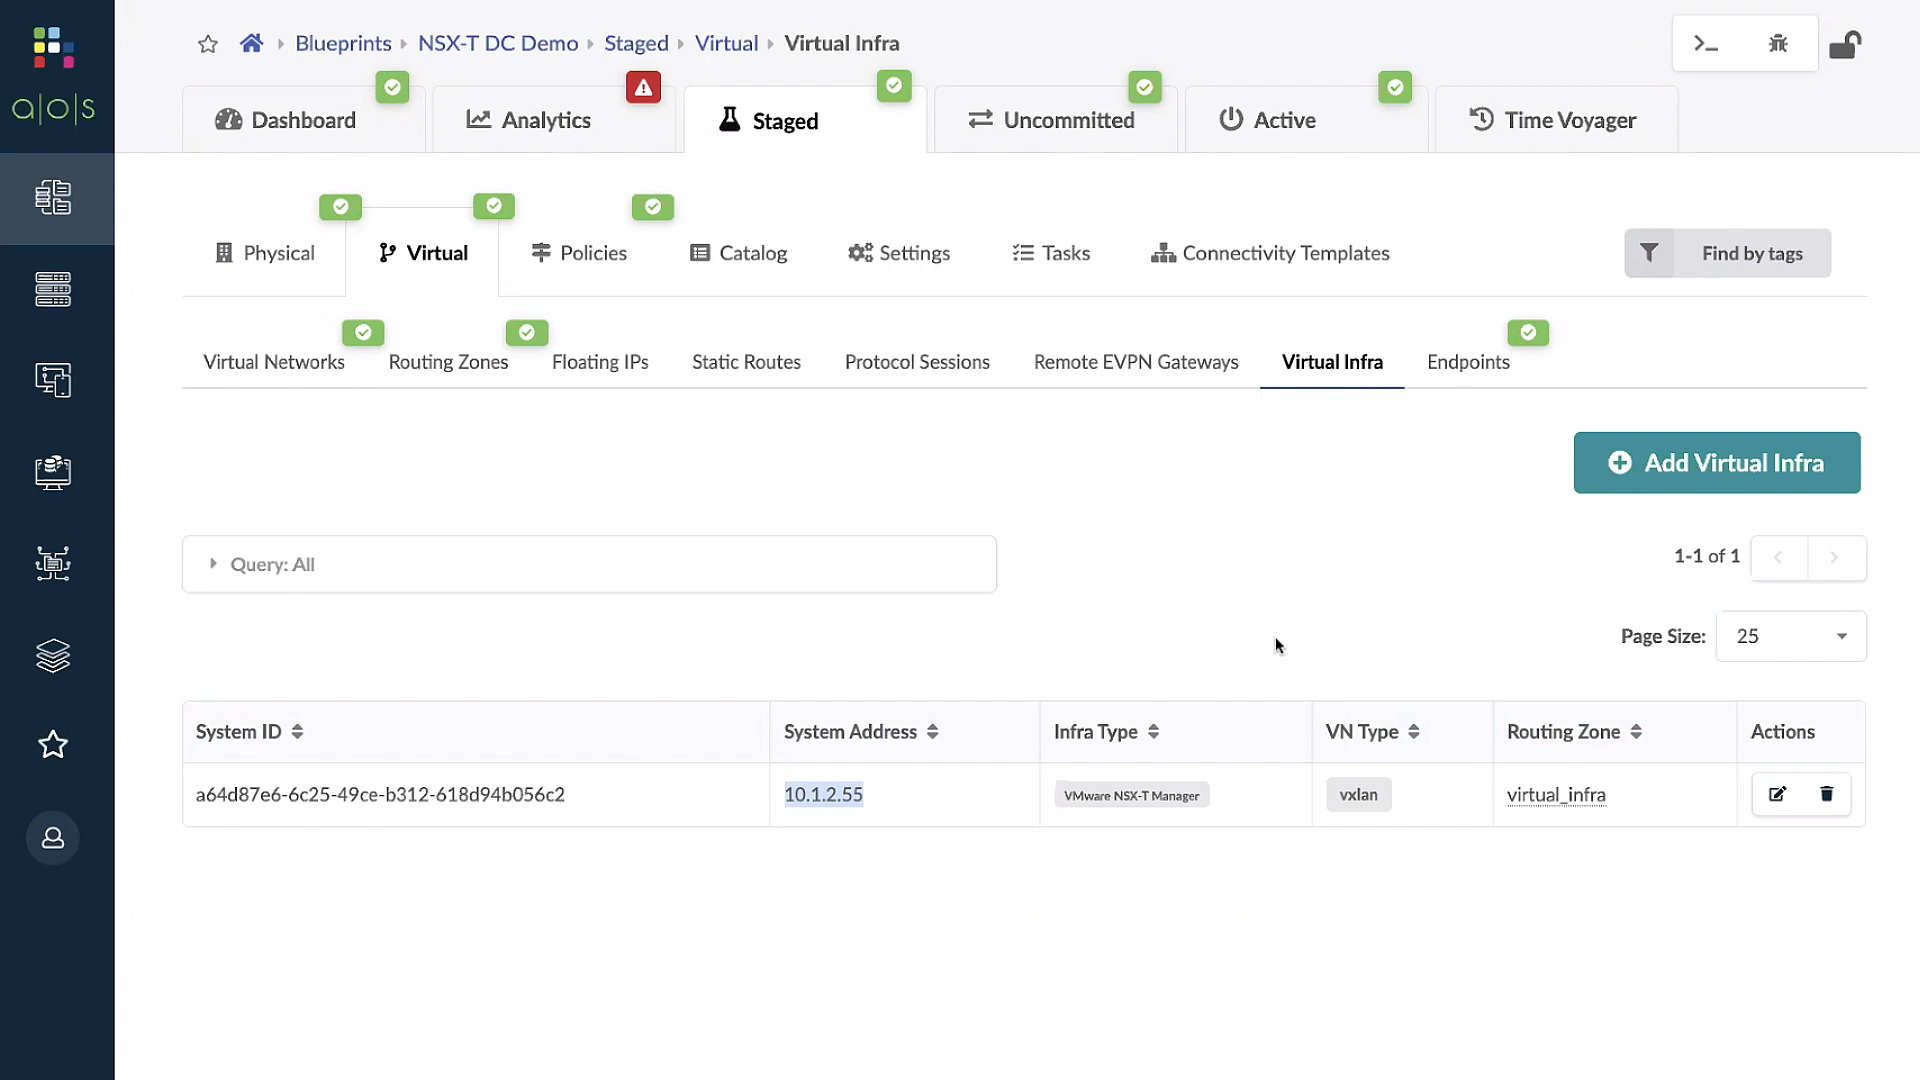 Blueprints NSX-T DC Demo Staged Virtual Virtual Infra
a|o|s
Dashboard Analytics Staged Uncommitted Active Time Voyager
Physical Virtual Policies Catalog Settings Tasks Connectivity Templates Find by tags
Virtual Networks Routing Zones Floating IPs Static Routes Protocol Sessions Remote EVPN Gateways Virtual Infra Endpoints
Add Virtual Infra
Query: All
1-1 of 1
Page Size: 25
System ID System Address Infra Type VN Type Routing Zone Actions
a64d87e6-6c25-49ce-b312-618d94b056c2 10.1.2.55 VMware NSX-T Manager vxlan virtual_infra